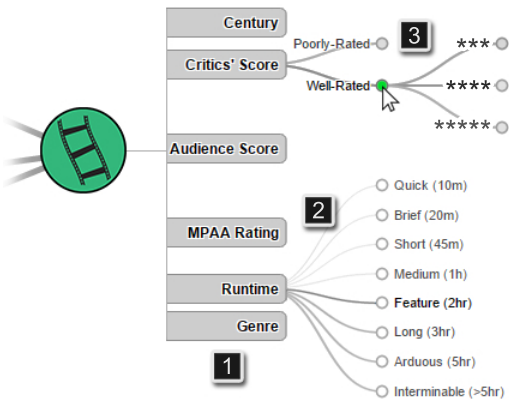 Century
Critics' Score
Poorly-Rated
3
***
Well-Rated
****
*****
Audience Score
MPAA Rating
2
Quick (10m)
Brief (20m)
Short (45m)
Medium (1h)
Runtime
Feature (2hr)
Genre
Long (3hr)
1
Arduous (5hr)
Interminable (>5hr)